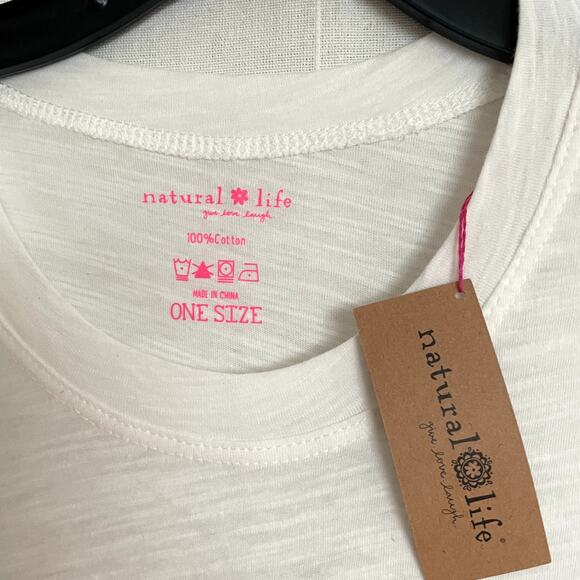 natural life
give love laugh
100%Cotton
MADE IN CHINA
ONE SIZE
natural life®
give love laugh